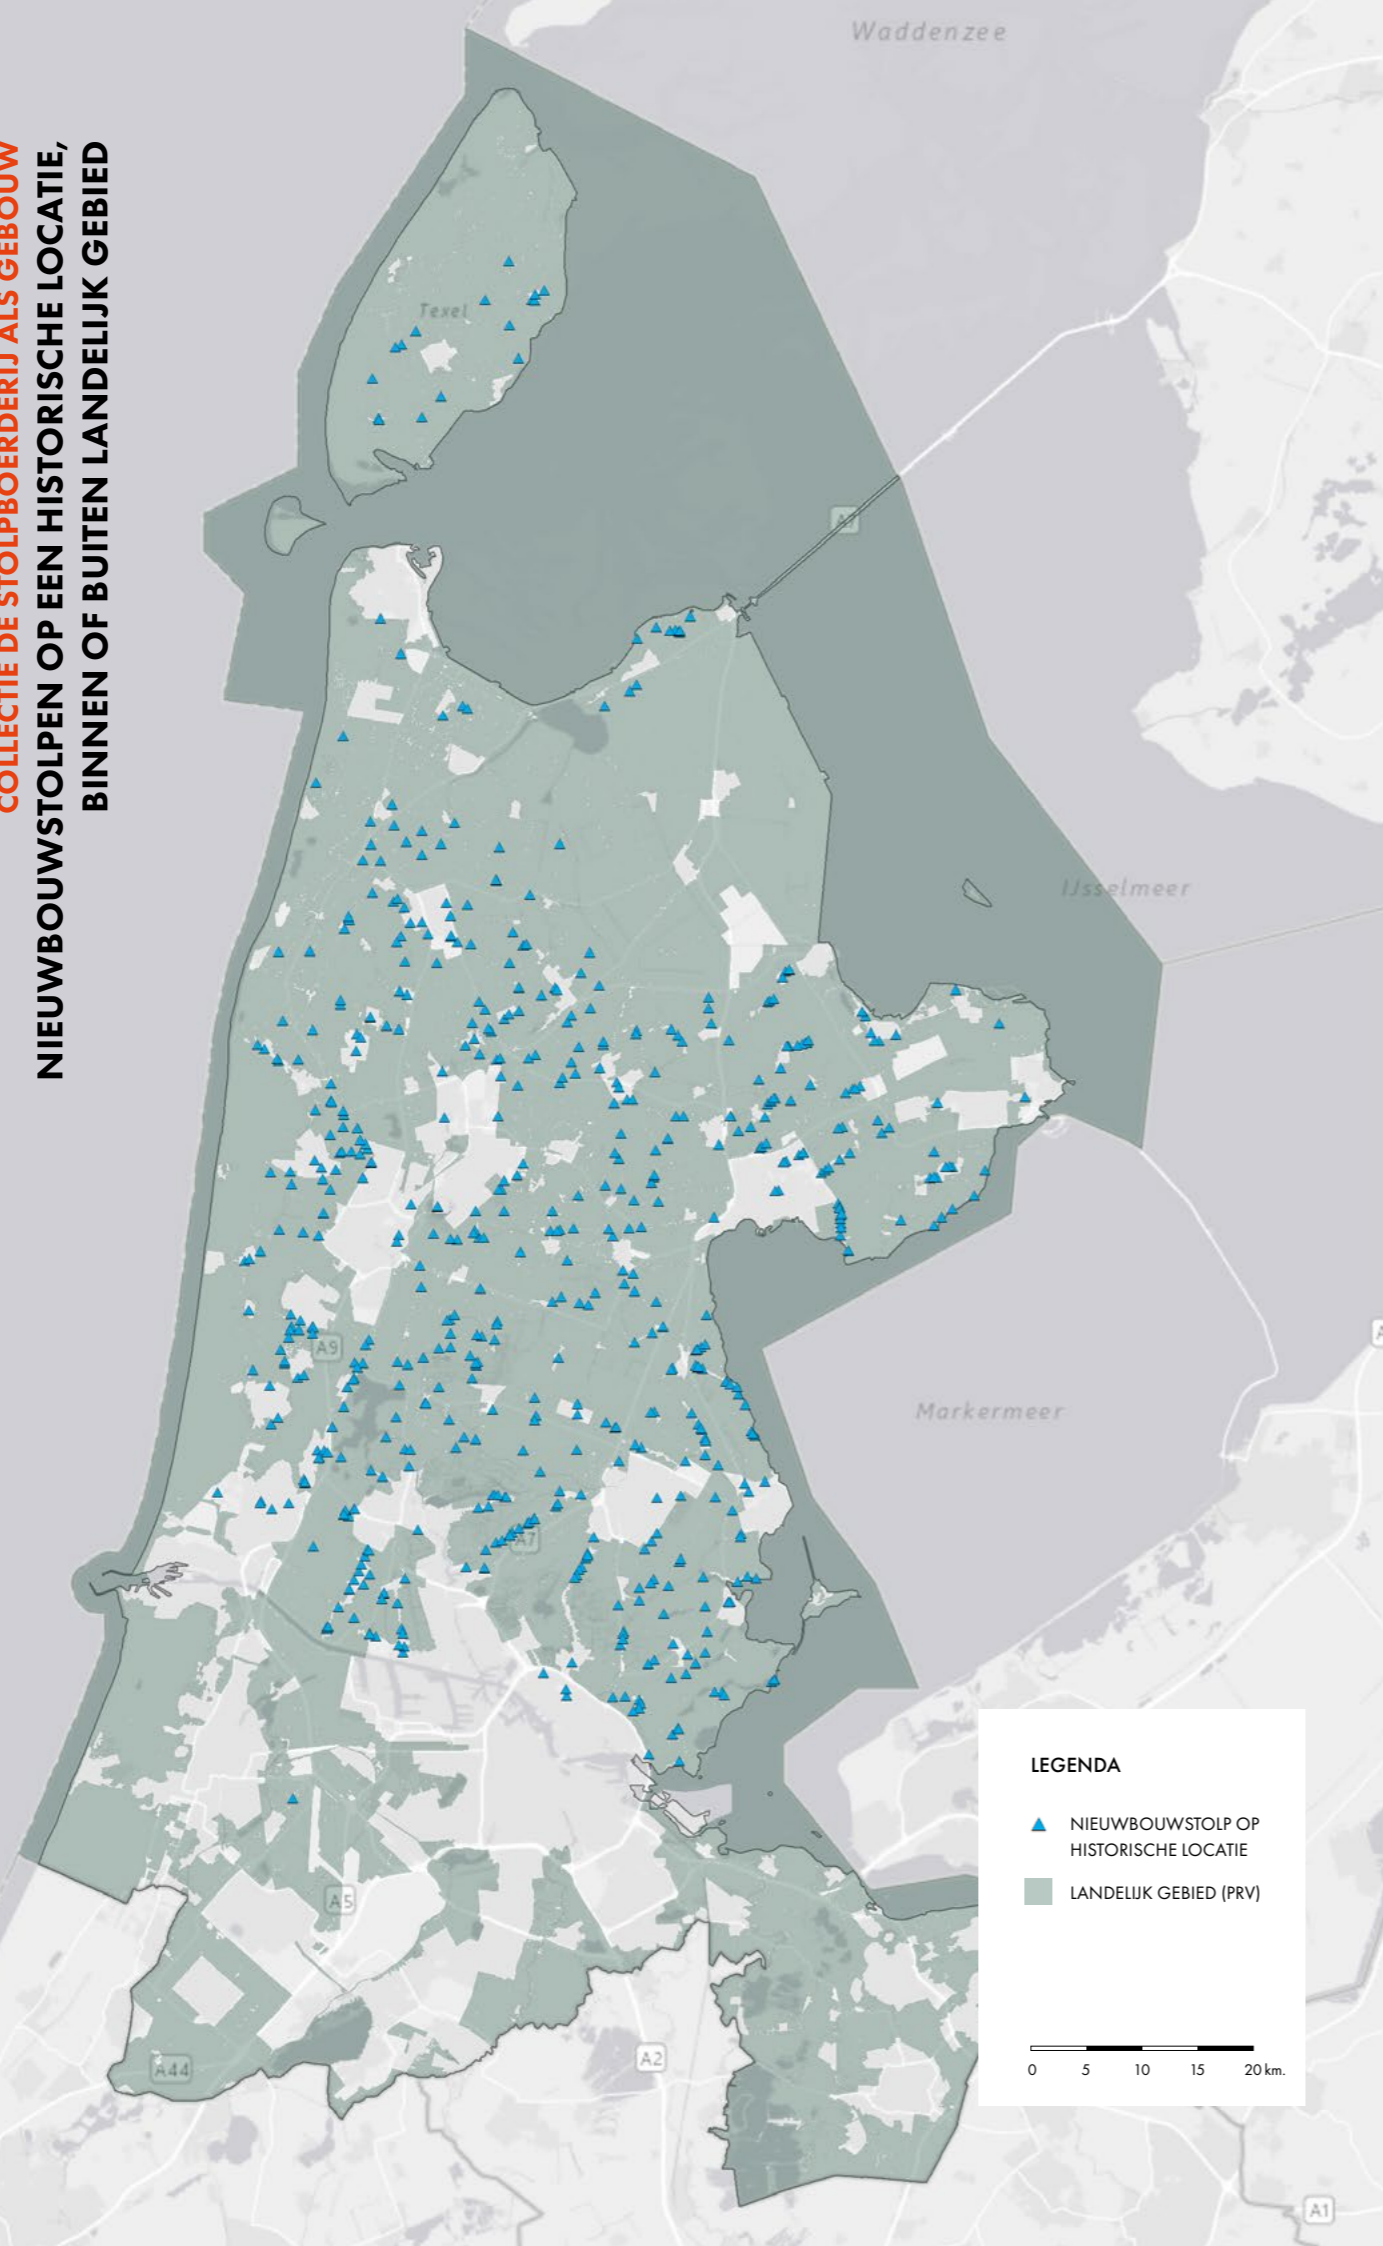 COLLECTIE DE STOLPBOERDERIJ ALS GEBOUW
NIEUWBOUWSTOLPEN OP EEN HISTORISCHE LOCATIE,
BINNEN OF BUITEN LANDELIJK GEBIED
Waddenzee
Texel
A7
IJsselmeer
A9
Markermeer
A7
A5
A44
A2
A1
LEGENDA
NIEUWBOUWSTOLP OP
HISTORISCHE LOCATIE
LANDELIJK GEBIED (PRV)
0 5 10 15 20 km.